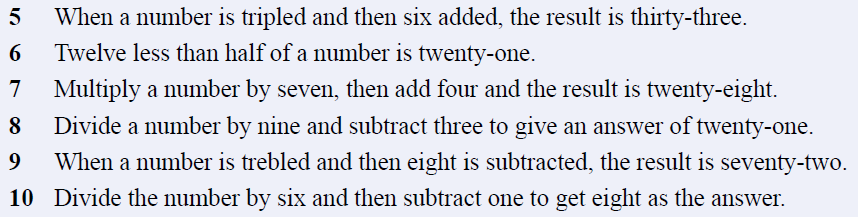 5 When a number is tripled and then six added, the result is thirty-three.
6 Twelve less than half of a number is twenty-one.
7 Multiply a number by seven, then add four and the result is twenty-eight.
8 Divide a number by nine and subtract three to give an answer of twenty-one.
9 When a number is trebled and then eight is subtracted, the result is seventy-two.
10 Divide the number by six and then subtract one to get eight as the answer.